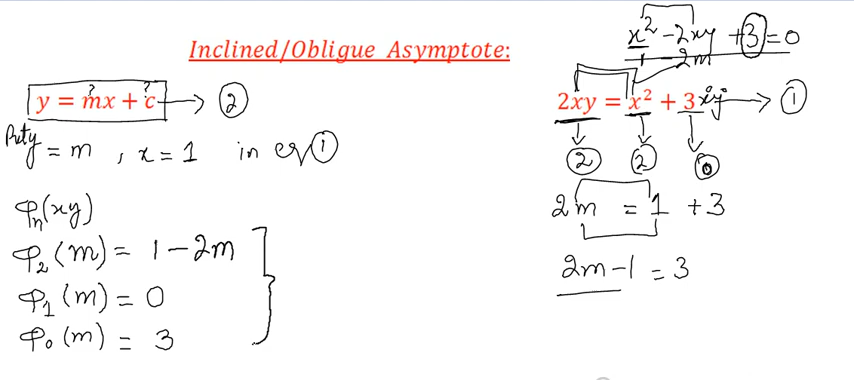 x² - 2xy + 3 = 0
1 - 2m
Inclined/Oblique Asymptote:
? ?
y = mx + c → ②
2xy = x² + 3x⁰y⁰ → ①
Put y = m , x = 1 in eq ①
② ② ⓪
φn(xy)
2m = 1 + 3
φ₂(m) = 1 - 2m
2m - 1 = 3
φ₁(m) = 0
φ₀(m) = 3